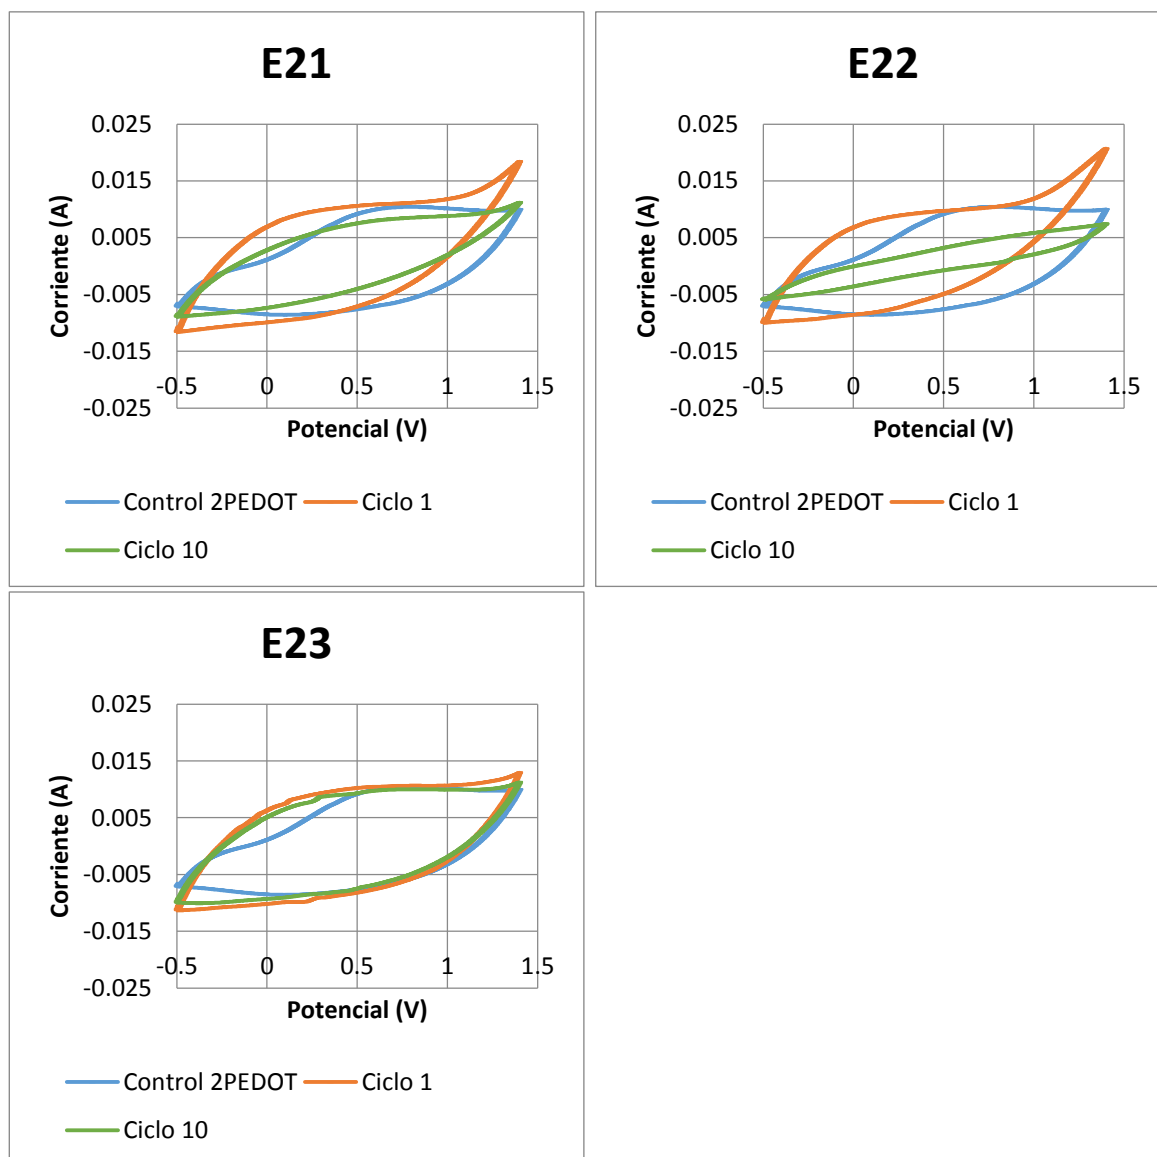 E21
0.025
0.015
0.005
-0.005
-0.015
-0.025
-0.5 0 0.5 1 1.5
Corriente (A)
Potencial (V)
Control 2PEDOT Ciclo 1
Ciclo 10
E22
0.025
0.015
0.005
-0.005
-0.015
-0.025
-0.5 0 0.5 1 1.5
Corriente (A)
Potencial (V)
Control 2PEDOT Ciclo 1
Ciclo 10
E23
0.025
0.015
0.005
-0.005
-0.015
-0.025
-0.5 0 0.5 1 1.5
Corriente (A)
Potencial (V)
Control 2PEDOT Ciclo 1
Ciclo 10